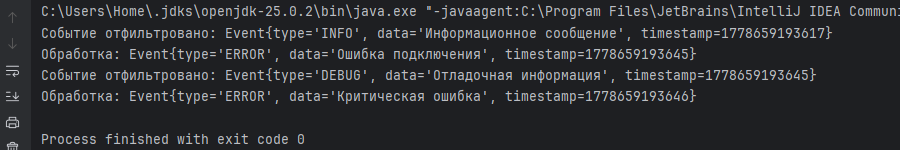 C:\Users\Home\.jdks\openjdk-25.0.2\bin\java.exe "-javaagent:C:\Program Files\JetBrains\IntelliJ IDEA Communi
Событие отфильтровано: Event{type='INFO', data='Информационное сообщение', timestamp=1778659193617}
Обработка: Event{type='ERROR', data='Ошибка подключения', timestamp=1778659193645}
Событие отфильтровано: Event{type='DEBUG', data='Отладочная информация', timestamp=1778659193645}
Обработка: Event{type='ERROR', data='Критическая ошибка', timestamp=1778659193646}
Process finished with exit code 0